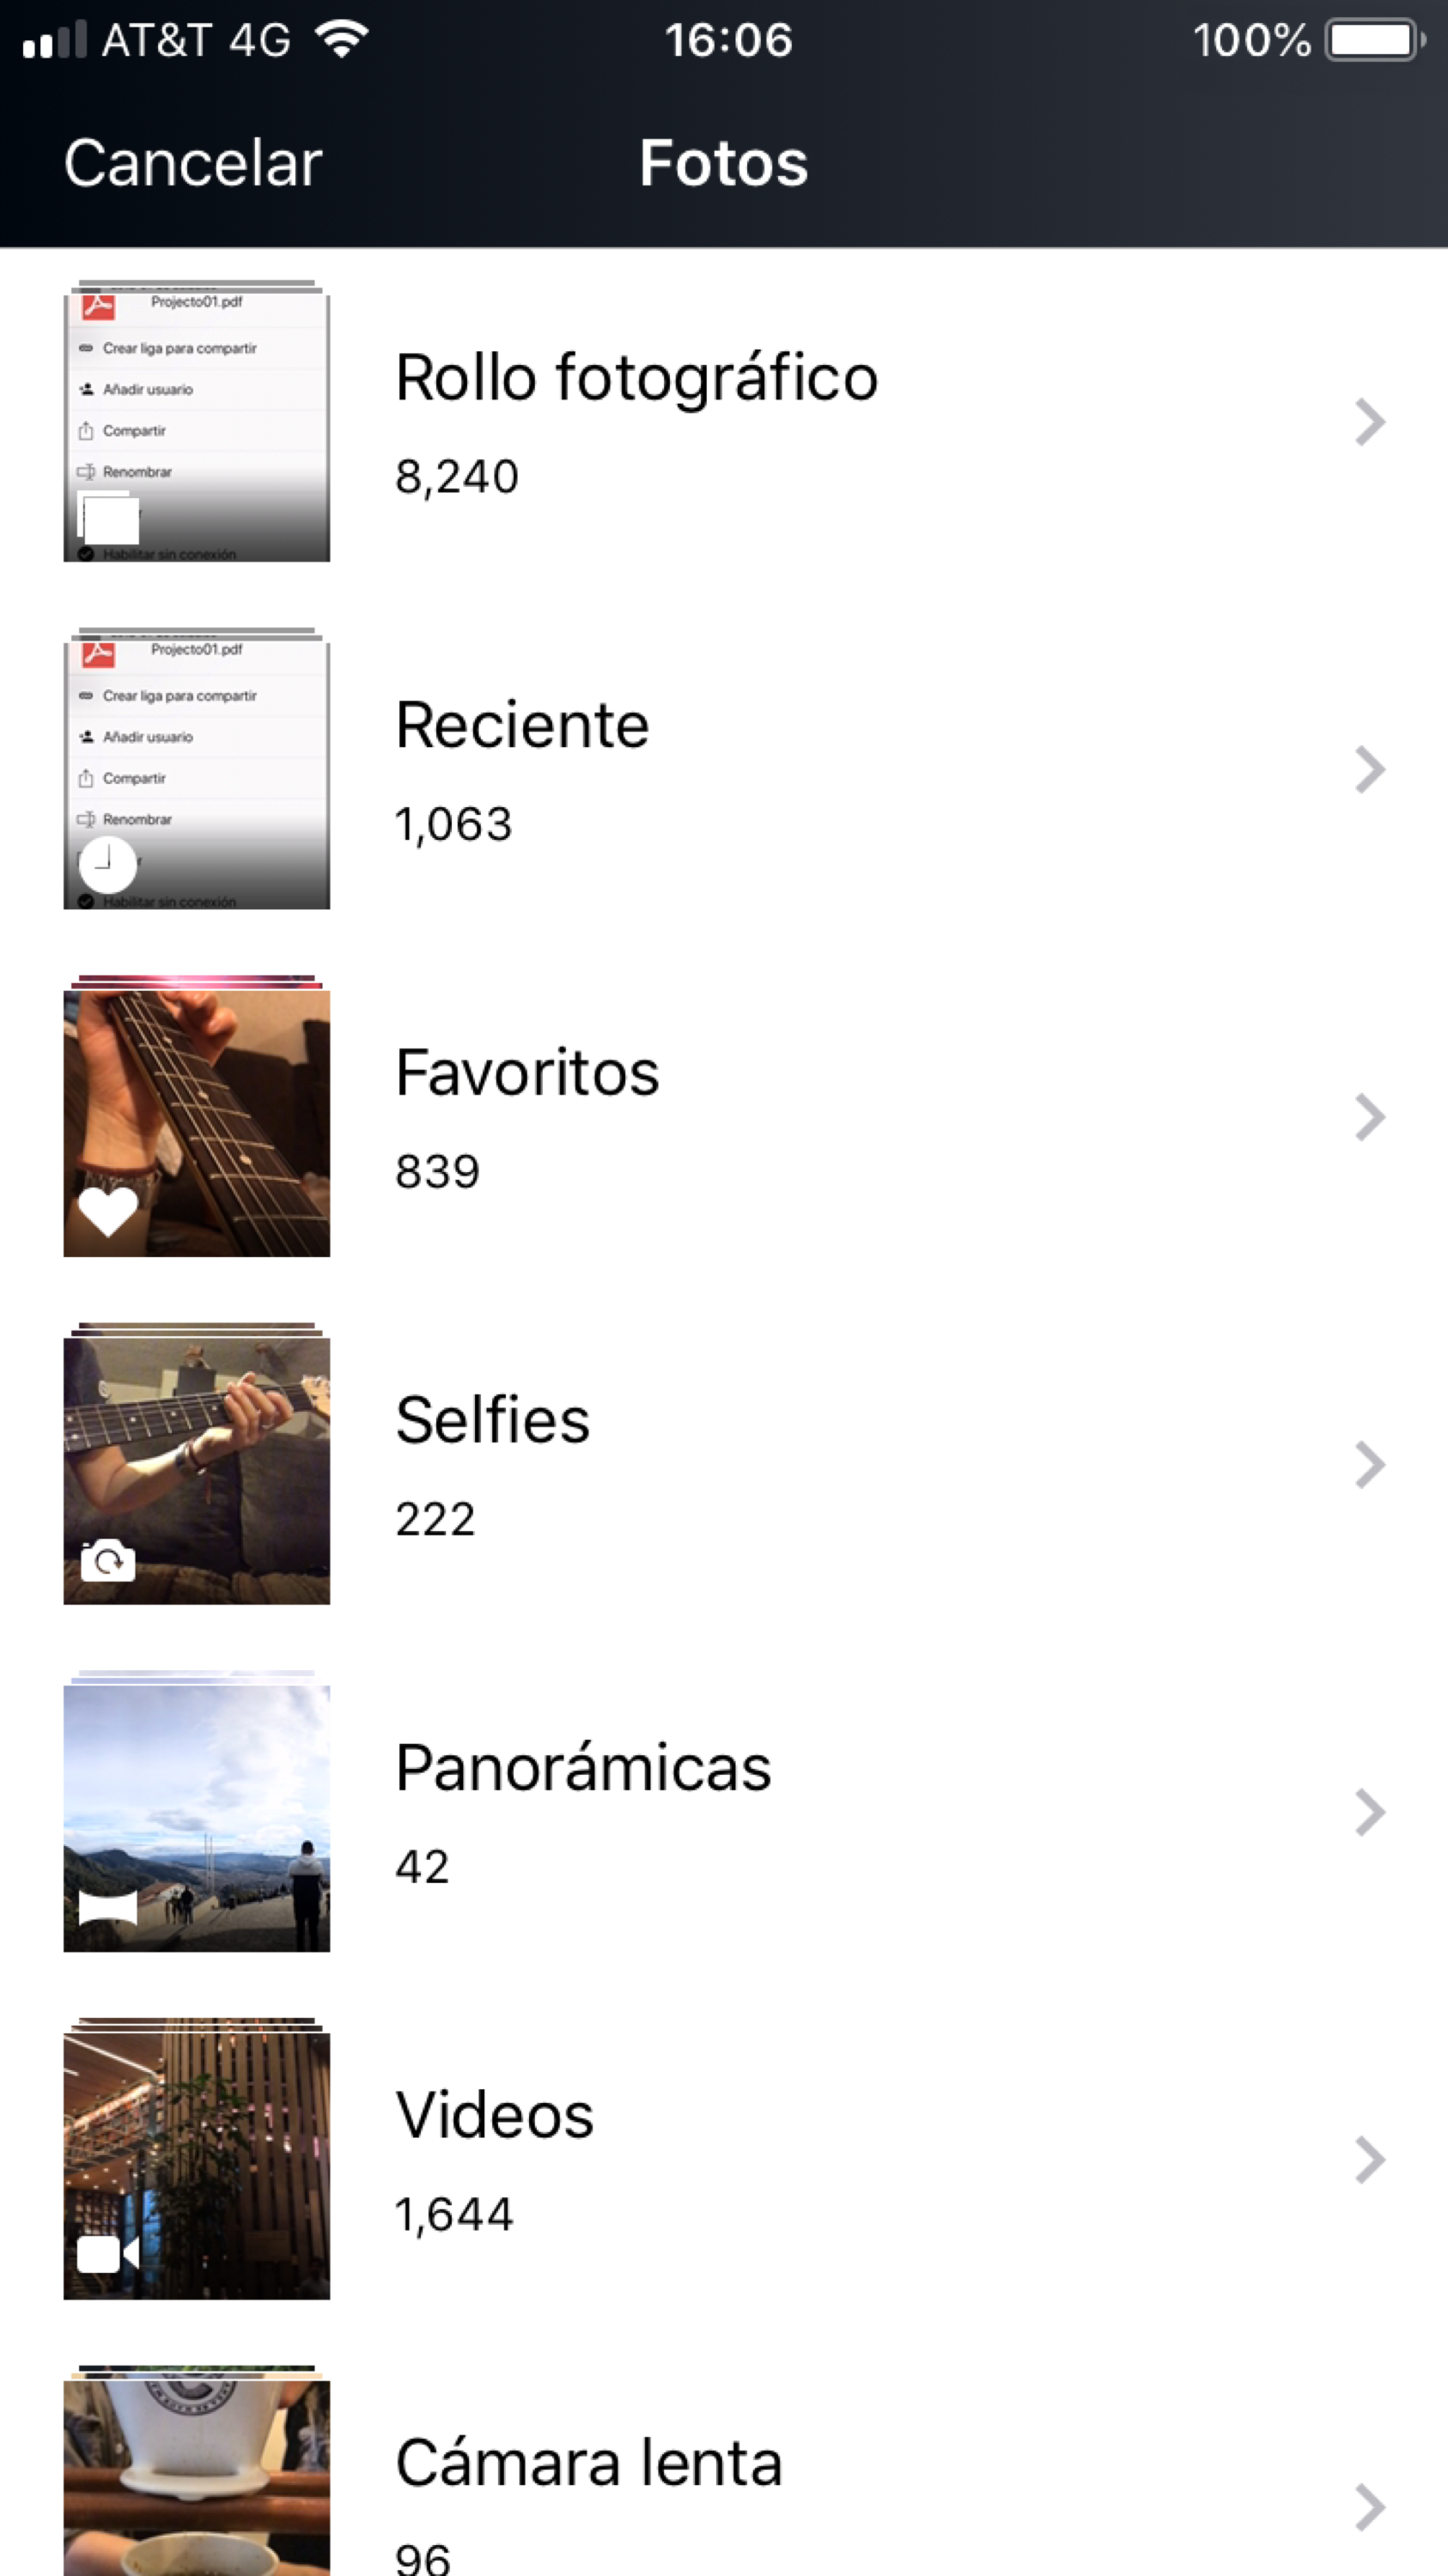 AT&T 4G 16:06 100%
Cancelar Fotos
Projecto01.pdf
Crear liga para compartir
Añadir usuario
Compartir
Renombrar
Habilitar sin conexión
Rollo fotográfico
8,240
Projecto01.pdf
Crear liga para compartir
Añadir usuario
Compartir
Renombrar
Habilitar sin conexión
Reciente
1,063
Favoritos
839
Selfies
222
Panorámicas
42
Videos
1,644
Cámara lenta
96